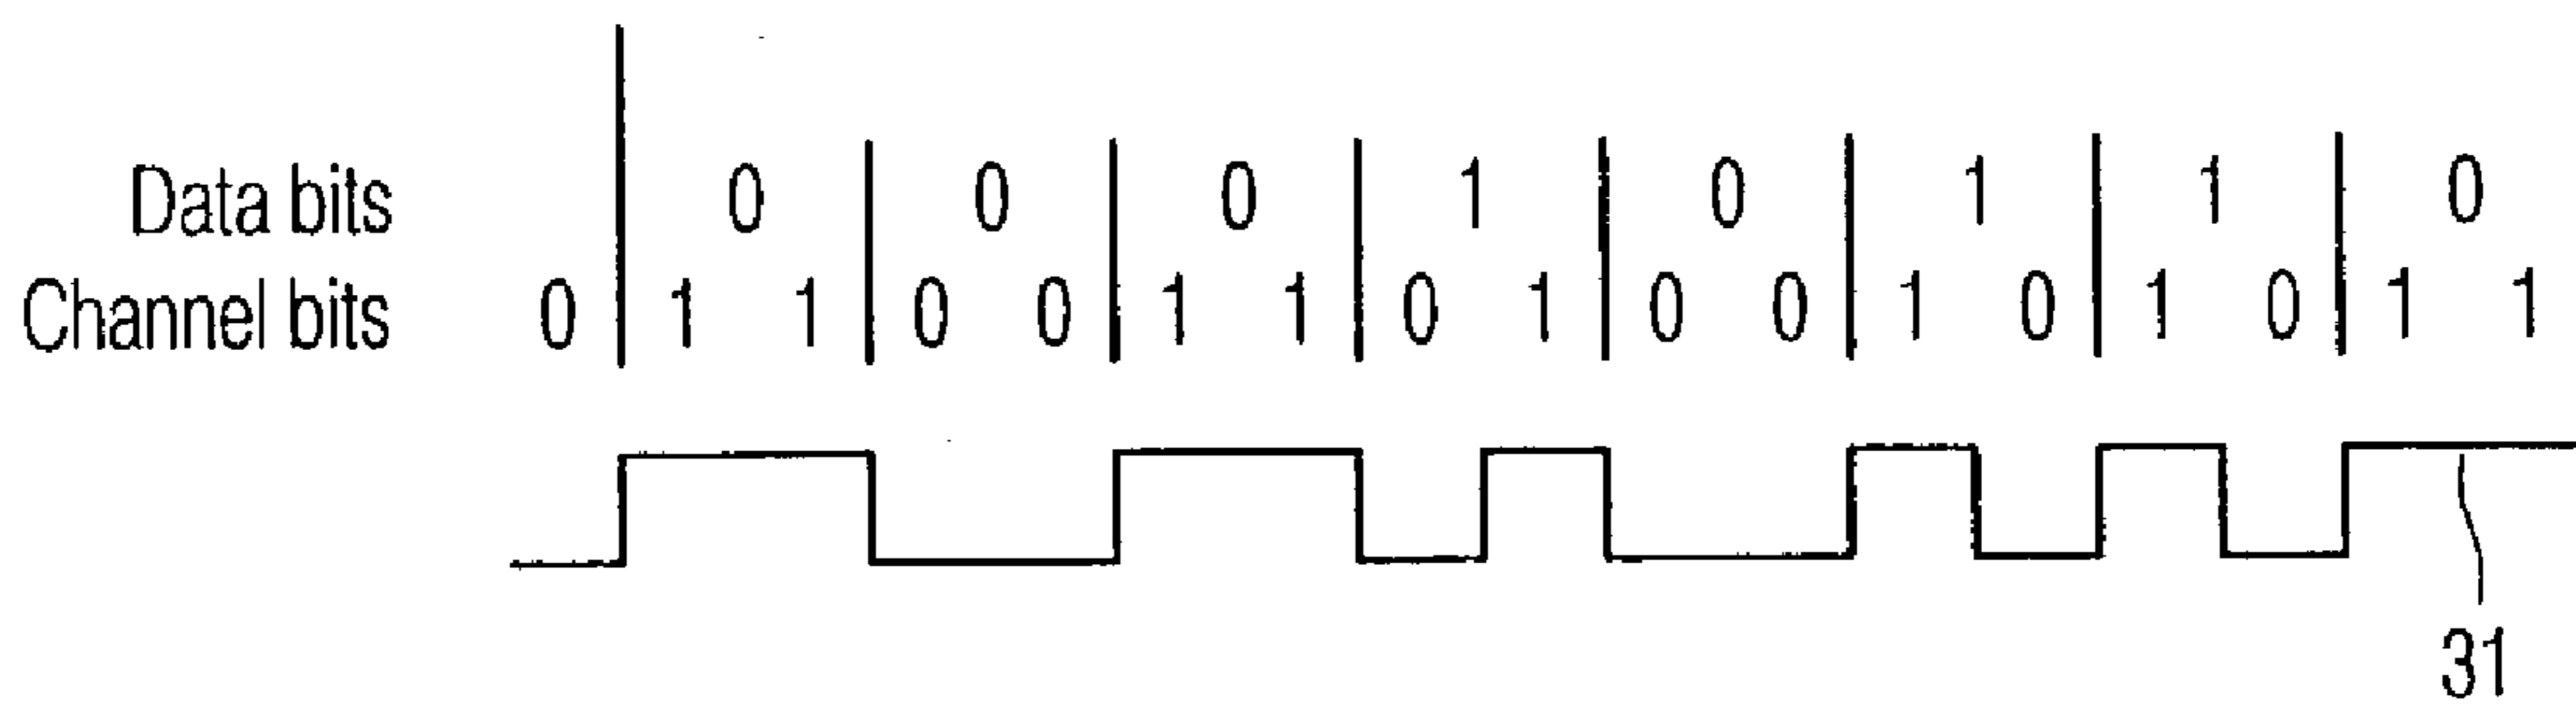 Data bits 0 0 0 1 0 1 1 0
Channel bits 0 1 1 0 0 1 1 0 1 0 0 1 0 1 0 1 1
31